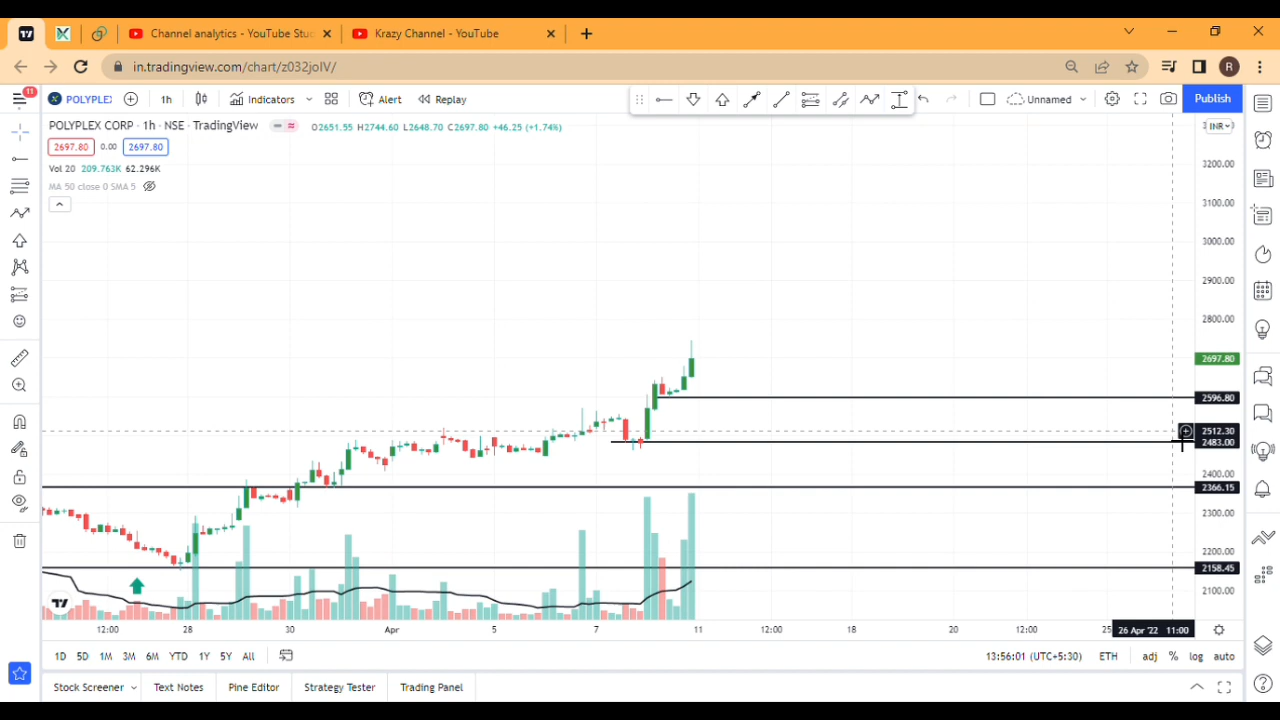 Channel analytics - YouTube Stu
Krazy Channel - YouTube
in.tradingview.com/chart/z032joIV/
R
11
POLYPLEX
1h
Indicators
Alert
Replay
Unnamed
Publish
POLYPLEX CORP · 1h · NSE · TradingView
O2651.55 H2744.60 L2648.70 C2697.80 +46.25 (+1.74%)
INR
2697.80 0.00 2697.80
Vol 20 209.763K 62.296K
MA 50 close 0 SMA 5
3200.00
3100.00
3000.00
2900.00
2800.00
2697.80
2596.80
2512.30
2483.00
2400.00
2366.15
2300.00
2200.00
2158.45
2100.00
12:00 28 30 Apr 5 7 11 12:00 18 20 12:00 25 26 Apr '22 11:00
1D 5D 1M 3M 6M YTD 1Y 5Y All
13:56:01 (UTC+5:30) ETH adj % log auto
Stock Screener Text Notes Pine Editor Strategy Tester Trading Panel